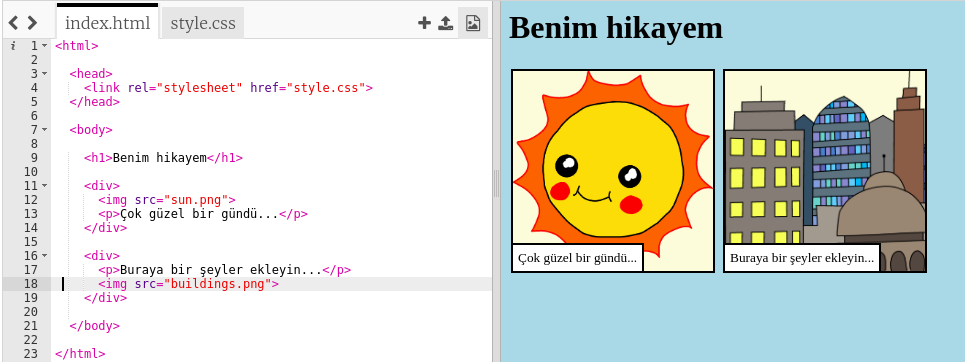 index.html style.css
i 1 <html>
2
3 <head>
4 <link rel="stylesheet" href="style.css">
5 </head>
6
7 <body>
8
9 <h1>Benim hikayem</h1>
10
11 <div>
12 <img src="sun.png">
13 <p>Çok güzel bir gündü...</p>
14 </div>
15
16 <div>
17 <p>Buraya bir şeyler ekleyin...</p>
18 <img src="buildings.png">
19 </div>
20
21 </body>
22
23 </html>
Benim hikayem
Çok güzel bir gündü...
Buraya bir şeyler ekleyin...